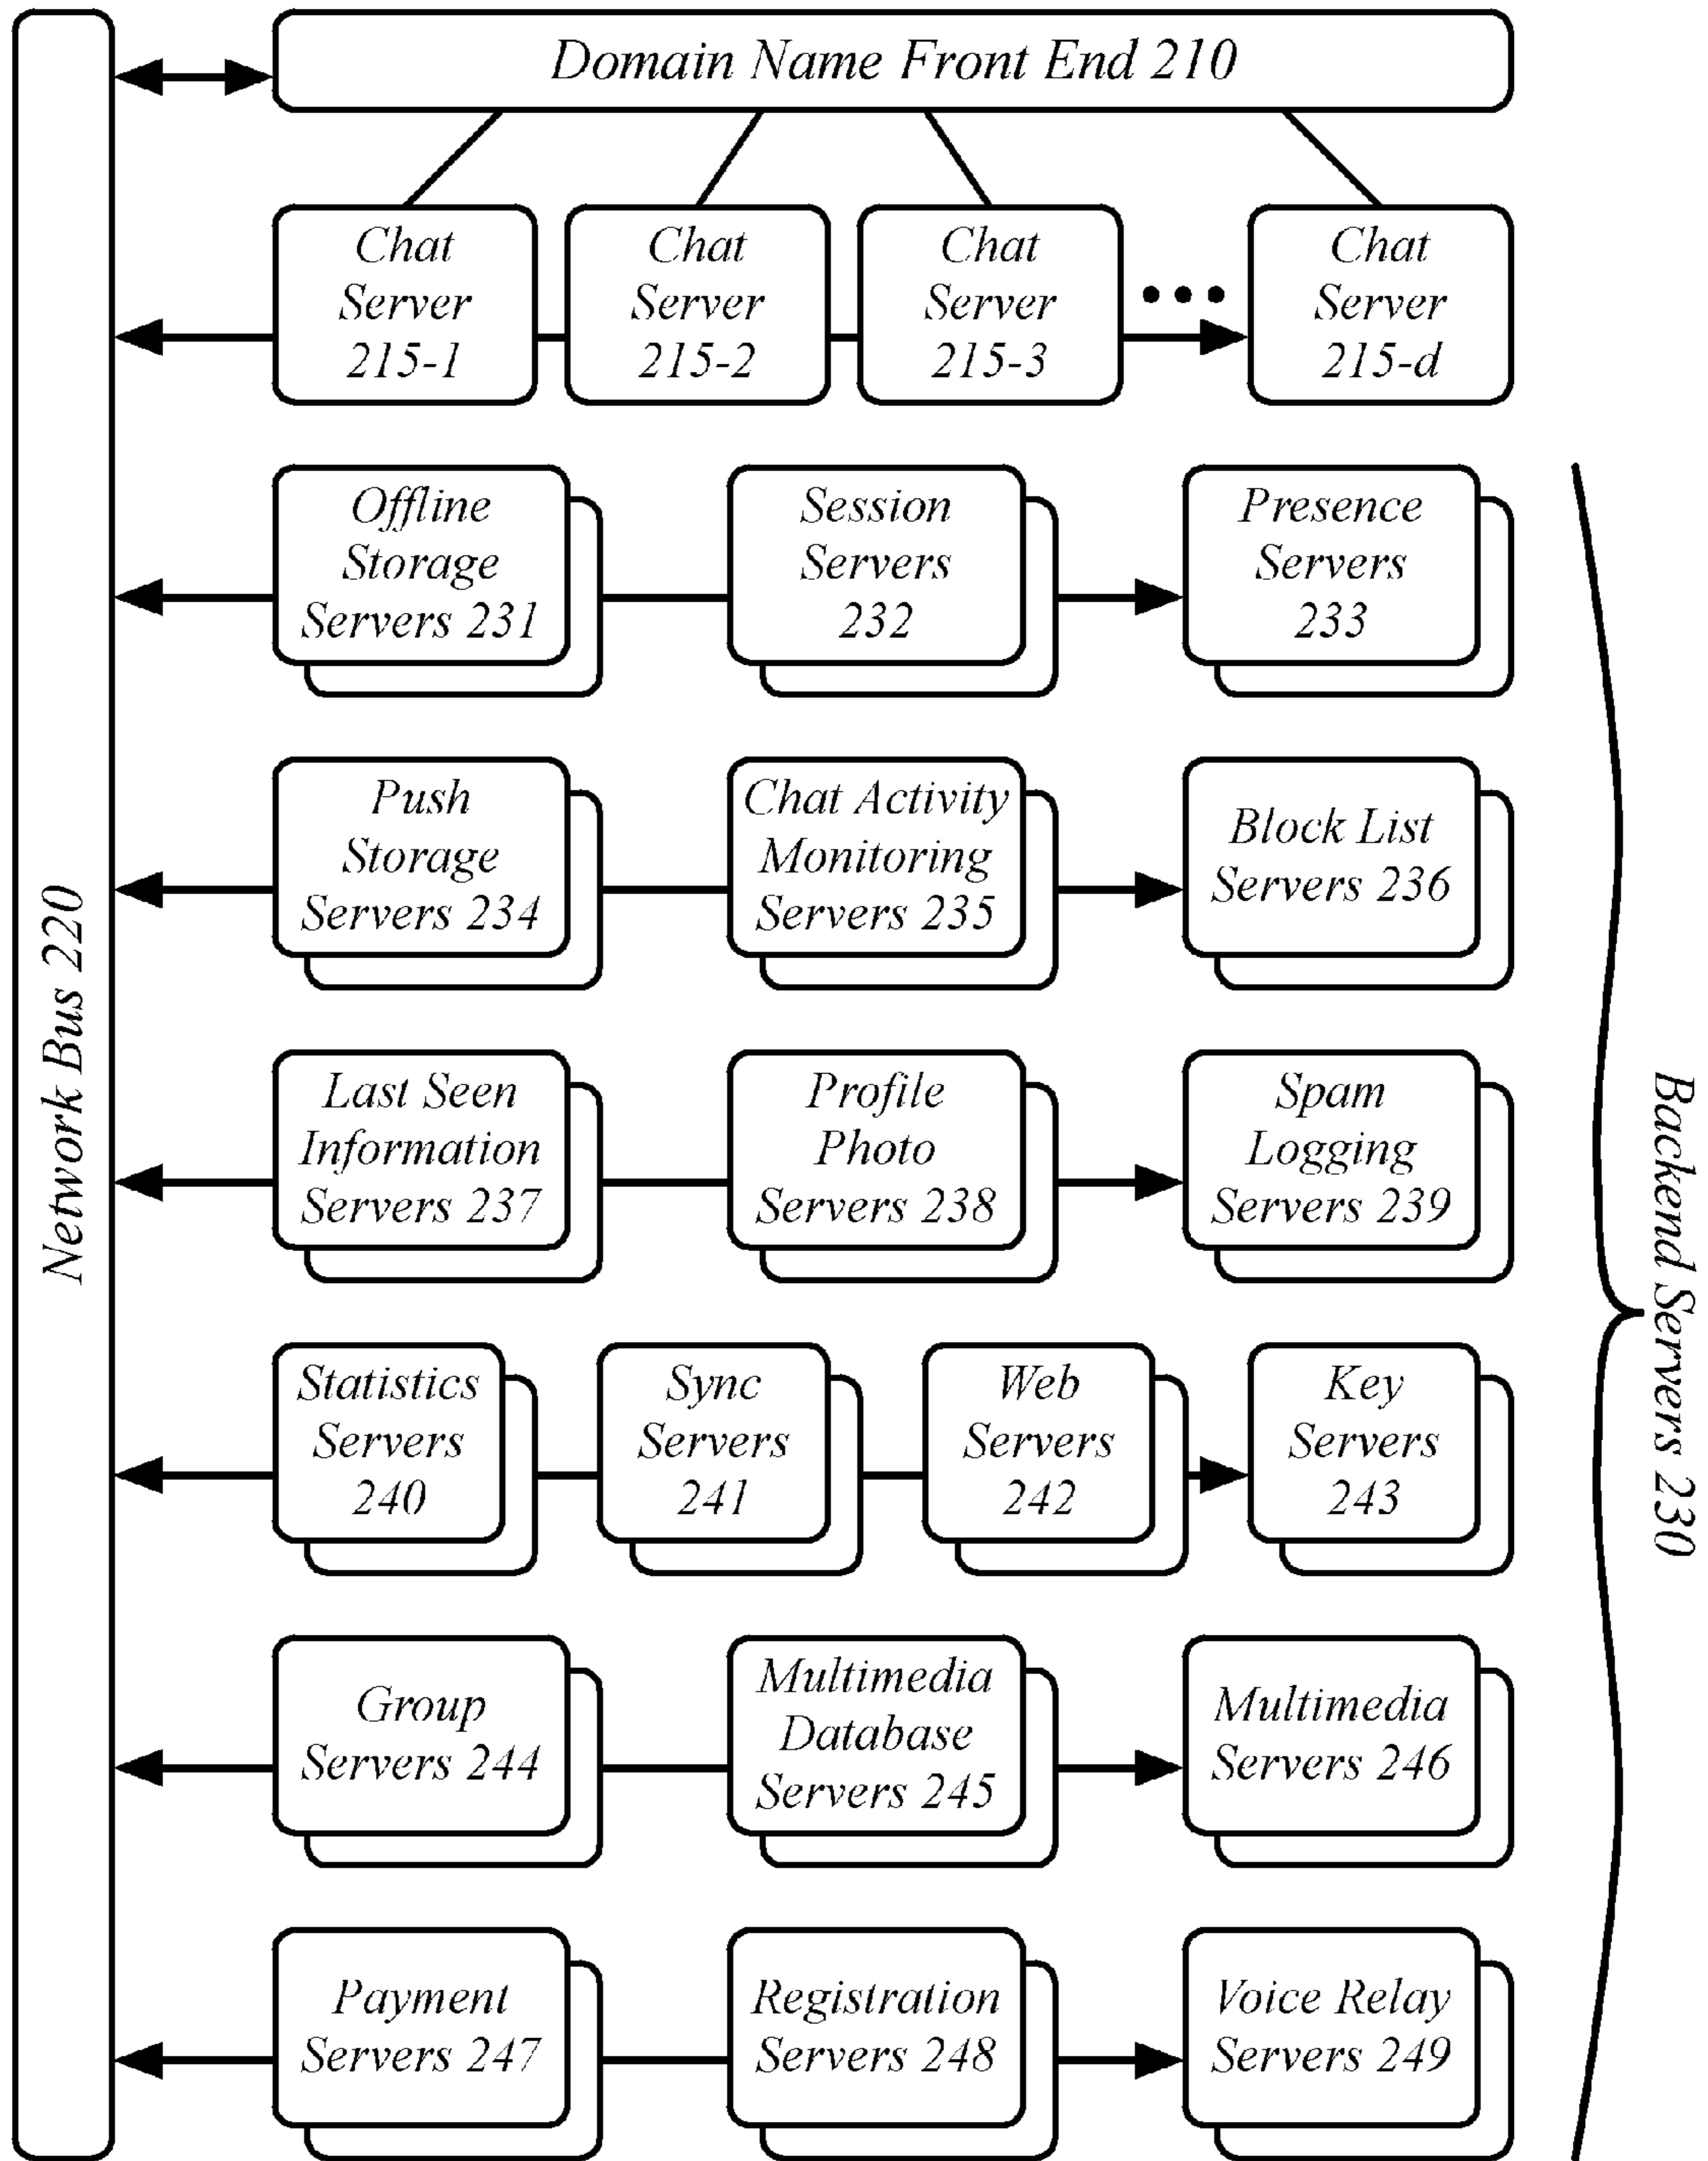 Domain Name Front End 210
Chat
Server
215-1
Chat
Server
215-2
Chat
Server
215-3
Chat
Server
215-d
Offline
Storage
Servers 231
Session
Servers
232
Presence
Servers
233
Push
Storage
Servers 234
Chat Activity
Monitoring
Servers 235
Block List
Servers 236
Last Seen
Information
Servers 237
Profile
Photo
Servers 238
Spam
Logging
Servers 239
Statistics
Servers
240
Sync
Servers
241
Web
Servers
242
Key
Servers
243
Group
Servers 244
Multimedia
Database
Servers 245
Multimedia
Servers 246
Payment
Servers 247
Registration
Servers 248
Voice Relay
Servers 249
Network Bus 220
Backend Servers 230